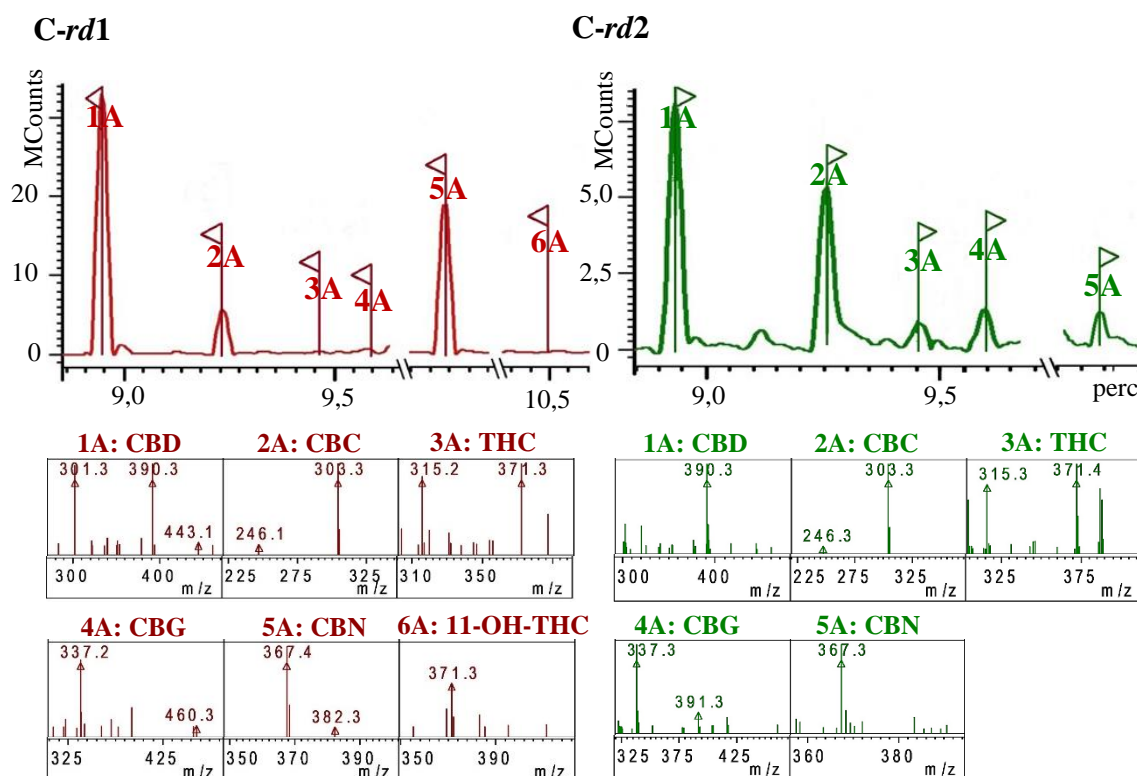 C-rd1
C-rd2
MCounts
20
10
0
1A
2A
3A
4A
5A
6A
9,0
9,5
10,5
MCounts
5,0
2,5
0
1A
2A
3A
4A
5A
9,0
9,5
perc
1A: CBD
2A: CBC
3A: THC
301.3
390.3
443.1
300
400
m/z
246.1
303.3
225
275
325
m/z
315.2
371.3
310
350
m/z
4A: CBG
5A: CBN
6A: 11-OH-THC
337.2
460.3
325
425
m/z
367.4
382.3
350
370
390
m/z
371.3
350
390
m/z
1A: CBD
2A: CBC
3A: THC
390.3
300
400
m/z
303.3
246.3
225
275
325
m/z
315.3
371.4
325
375
m/z
4A: CBG
5A: CBN
337.3
391.3
325
375
425
m/z
367.3
360
380
m/z